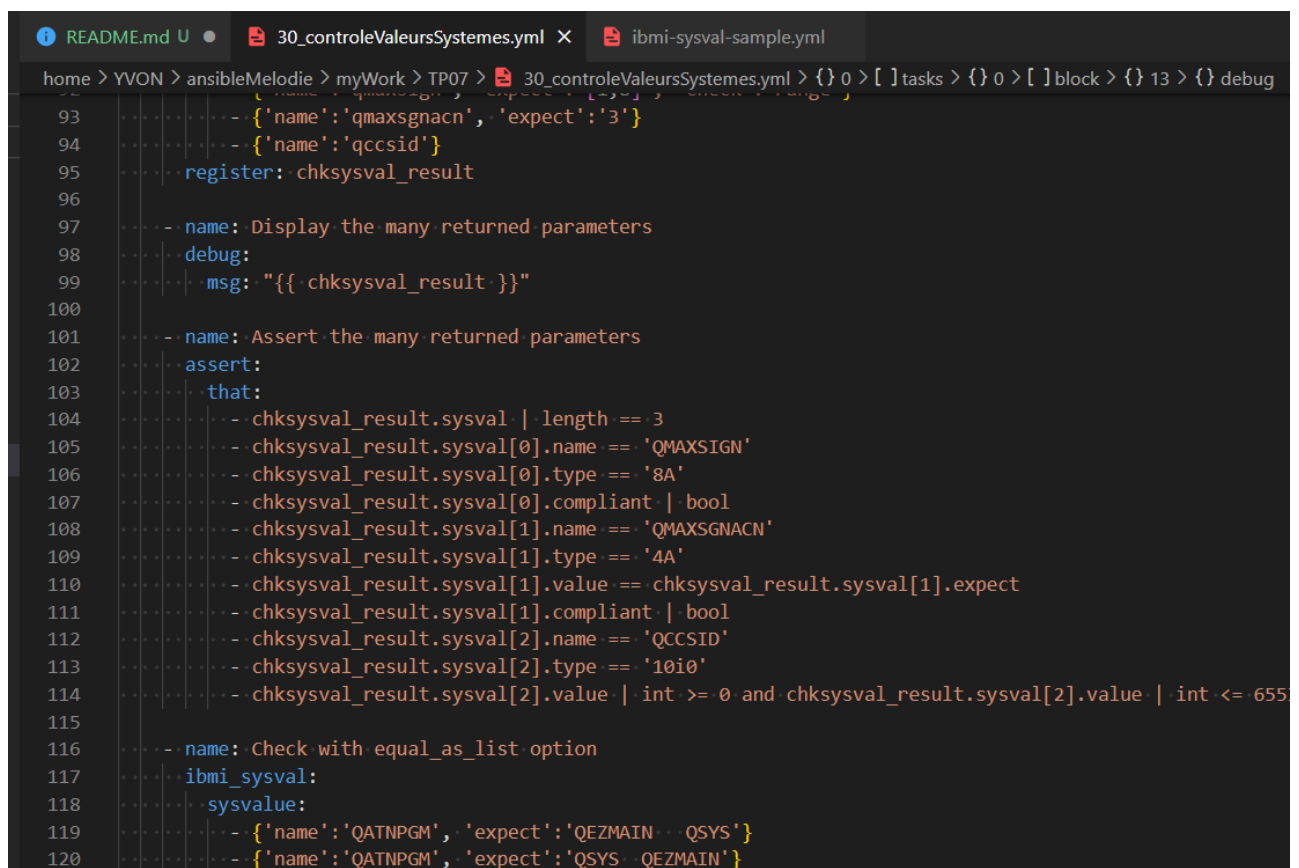 README.md U ● 30_controleValeursSystemes.yml × ibmi-sysval-sample.yml
home > YVON > ansibleMelodie > myWork > TP07 > 30_controleValeursSystemes.yml > {} 0 > [ ] tasks > {} 0 > [ ] block > {} 13 > {} debug
93 - {'name':'qmaxsgnacn', 'expect':'3'}
94 - {'name':'qccsid'}
95 register: chksysval_result
96
97 - name: Display the many returned parameters
98 debug:
99 msg: "{{ chksysval_result }}"
100
101 - name: Assert the many returned parameters
102 assert:
103 that:
104 - chksysval_result.sysval | length == 3
105 - chksysval_result.sysval[0].name == 'QMAXSIGN'
106 - chksysval_result.sysval[0].type == '8A'
107 - chksysval_result.sysval[0].compliant | bool
108 - chksysval_result.sysval[1].name == 'QMAXSGNACN'
109 - chksysval_result.sysval[1].type == '4A'
110 - chksysval_result.sysval[1].value == chksysval_result.sysval[1].expect
111 - chksysval_result.sysval[1].compliant | bool
112 - chksysval_result.sysval[2].name == 'QCCSID'
113 - chksysval_result.sysval[2].type == '10i0'
114 - chksysval_result.sysval[2].value | int >= 0 and chksysval_result.sysval[2].value | int <= 655
115
116 - name: Check with equal_as_list option
117 ibmi_sysval:
118 sysvalue:
119 - {'name':'QATNPGM', 'expect':'QEZMAIN   QSYS'}
120 - {'name':'QATNPGM', 'expect':'QSYS  QEZMAIN'}